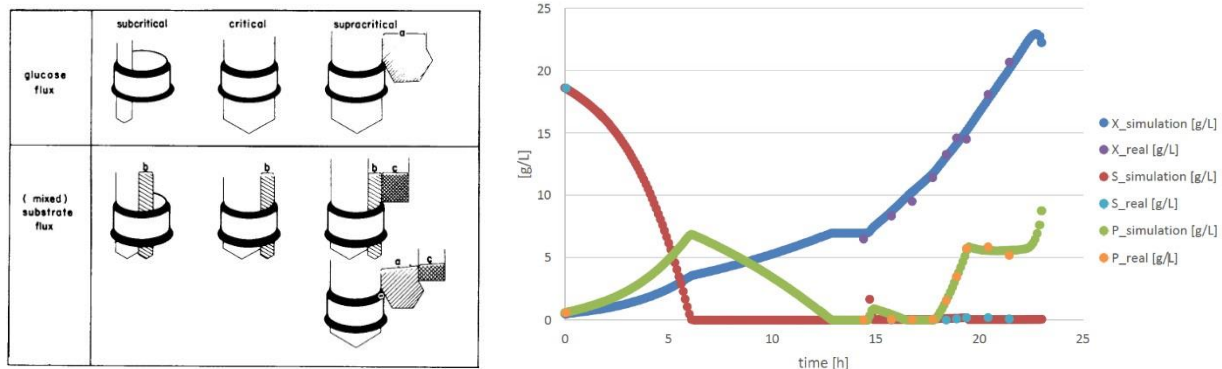 subcritical critical supracritical
a
glucose
flux
b b b c
(mixed)
substrate
flux
a c
[g/L]
25
20
15
10
5
0
0 5 10 15 20 25
time [h]
[g/L]
X_simulation [g/L]
X_real [g/L]
S_simulation [g/L]
S_real [g/L]
P_simulation [g/L]
P_real [g/L]